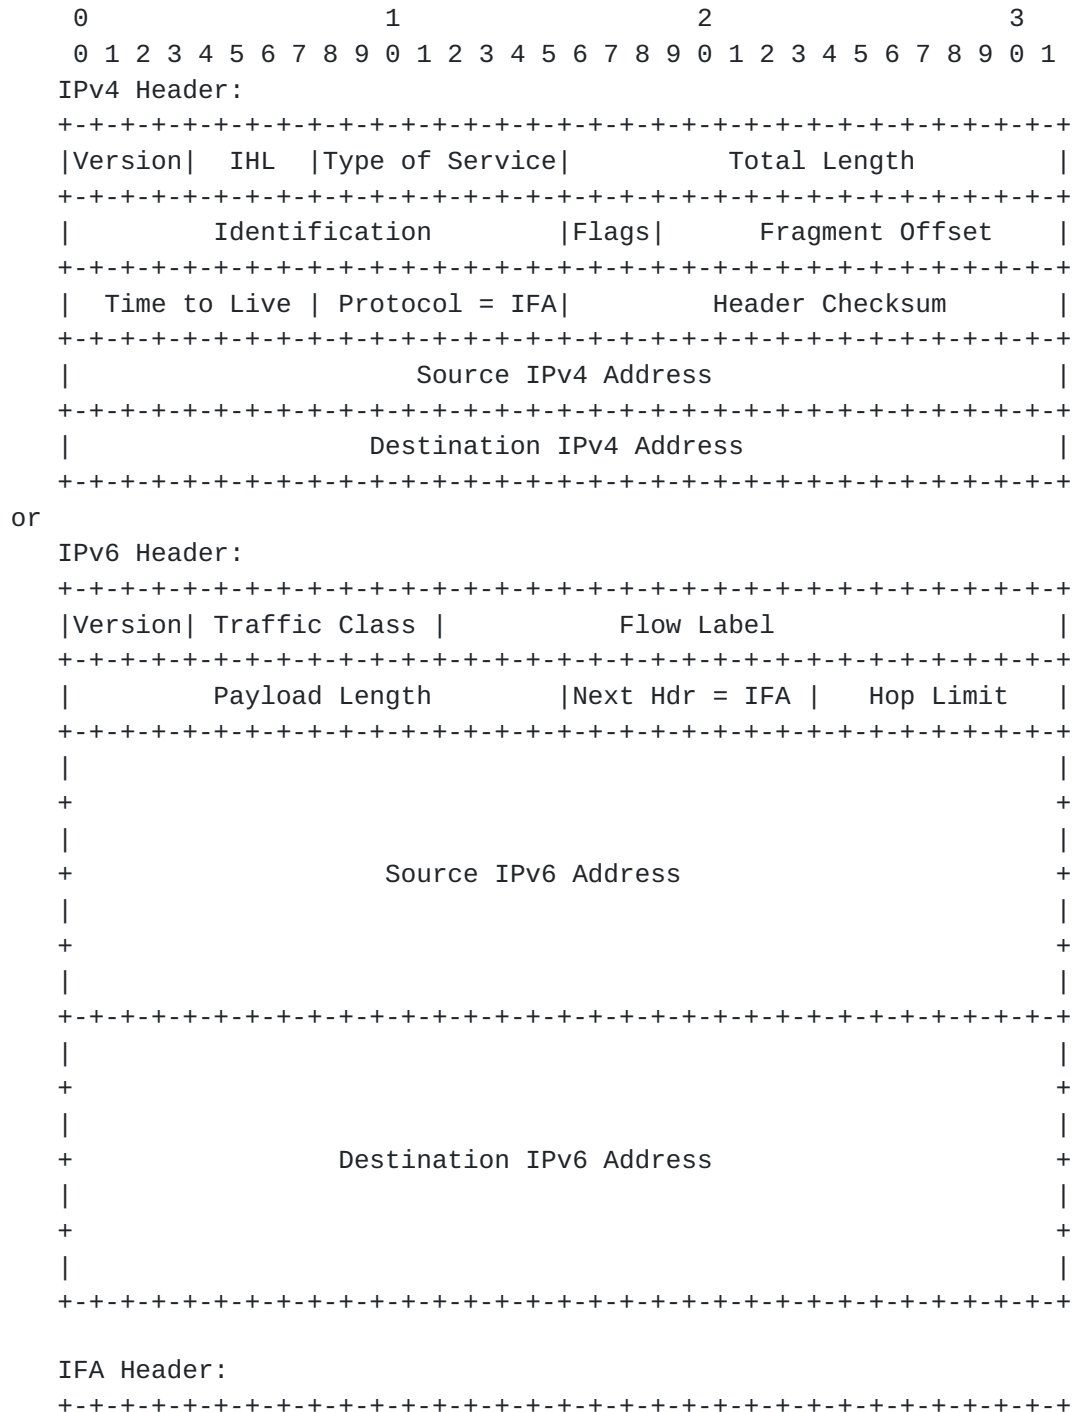 0                   1                   2                   3
 0 1 2 3 4 5 6 7 8 9 0 1 2 3 4 5 6 7 8 9 0 1 2 3 4 5 6 7 8 9 0 1
IPv4 Header:
+-+-+-+-+-+-+-+-+-+-+-+-+-+-+-+-+-+-+-+-+-+-+-+-+-+-+-+-+-+-+-+-+
|Version|  IHL  |Type of Service|          Total Length         |
+-+-+-+-+-+-+-+-+-+-+-+-+-+-+-+-+-+-+-+-+-+-+-+-+-+-+-+-+-+-+-+-+
|         Identification        |Flags|      Fragment Offset    |
+-+-+-+-+-+-+-+-+-+-+-+-+-+-+-+-+-+-+-+-+-+-+-+-+-+-+-+-+-+-+-+-+
|  Time to Live | Protocol = IFA|         Header Checksum       |
+-+-+-+-+-+-+-+-+-+-+-+-+-+-+-+-+-+-+-+-+-+-+-+-+-+-+-+-+-+-+-+-+
|                      Source IPv4 Address                      |
+-+-+-+-+-+-+-+-+-+-+-+-+-+-+-+-+-+-+-+-+-+-+-+-+-+-+-+-+-+-+-+-+
|                   Destination IPv4 Address                    |
+-+-+-+-+-+-+-+-+-+-+-+-+-+-+-+-+-+-+-+-+-+-+-+-+-+-+-+-+-+-+-+-+
or
IPv6 Header:
+-+-+-+-+-+-+-+-+-+-+-+-+-+-+-+-+-+-+-+-+-+-+-+-+-+-+-+-+-+-+-+-+
|Version| Traffic Class |           Flow Label                  |
+-+-+-+-+-+-+-+-+-+-+-+-+-+-+-+-+-+-+-+-+-+-+-+-+-+-+-+-+-+-+-+-+
|         Payload Length        |Next Hdr = IFA |   Hop Limit   |
+-+-+-+-+-+-+-+-+-+-+-+-+-+-+-+-+-+-+-+-+-+-+-+-+-+-+-+-+-+-+-+-+
|                                                               |
+                                                               +
|                                                               |
+                    Source IPv6 Address                        +
|                                                               |
+                                                               +
|                                                               |
+-+-+-+-+-+-+-+-+-+-+-+-+-+-+-+-+-+-+-+-+-+-+-+-+-+-+-+-+-+-+-+-+
|                                                               |
+                                                               +
|                                                               |
+                 Destination IPv6 Address                      +
|                                                               |
+                                                               +
|                                                               |
+-+-+-+-+-+-+-+-+-+-+-+-+-+-+-+-+-+-+-+-+-+-+-+-+-+-+-+-+-+-+-+-+
IFA Header:
+-+-+-+-+-+-+-+-+-+-+-+-+-+-+-+-+-+-+-+-+-+-+-+-+-+-+-+-+-+-+-+-+